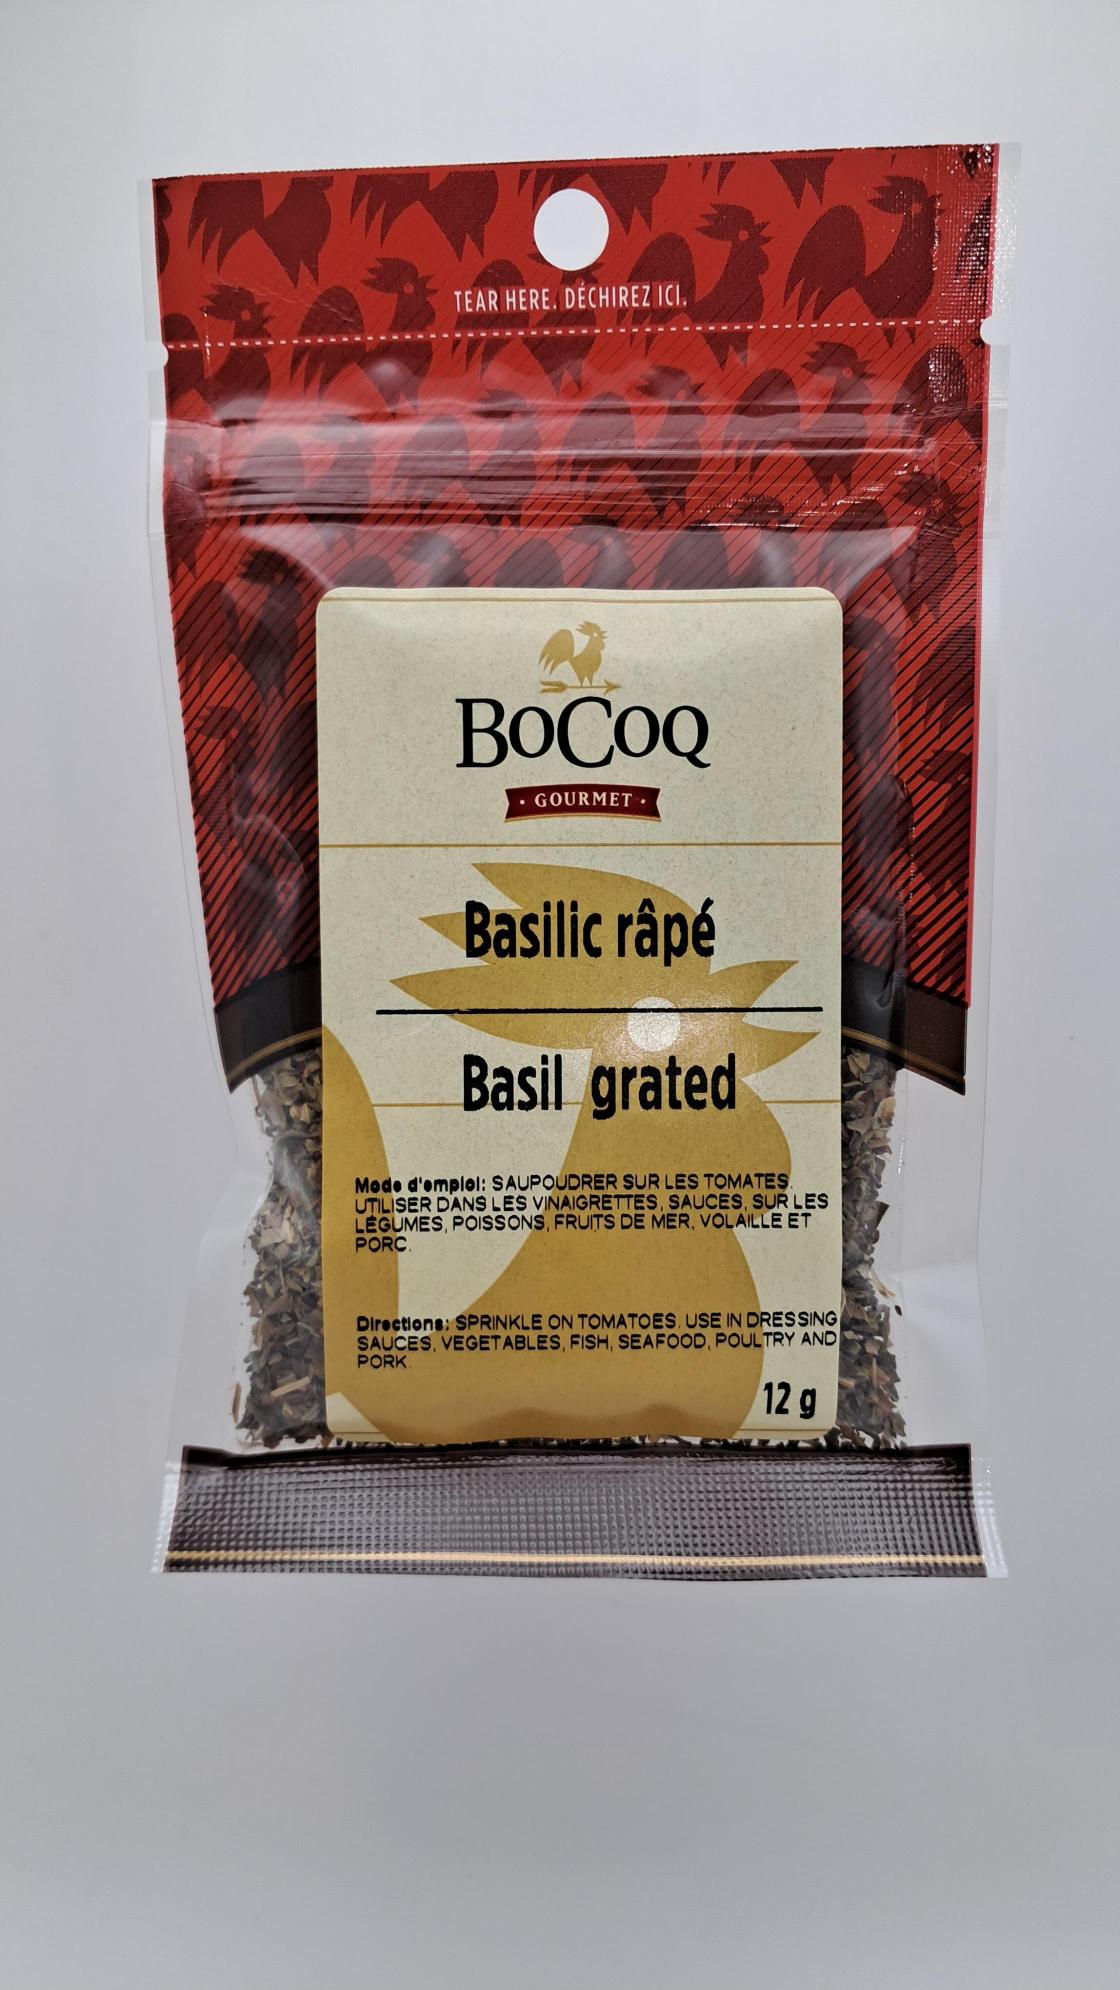 TEAR HERE. DÉCHIREZ ICI.
BOCOQ
· GOURMET ·
Basilic râpé
Basil grated
Mode d'emploi: SAUPOUDRER SUR LES TOMATES.
UTILISER DANS LES VINAIGRETTES, SAUCES, SUR LES
LÉGUMES, POISSONS, FRUITS DE MER, VOLAILLE ET
PORC.
Directions: SPRINKLE ON TOMATOES. USE IN DRESSING
SAUCES, VEGETABLES, FISH, SEAFOOD, POULTRY AND
PORK.
12 g